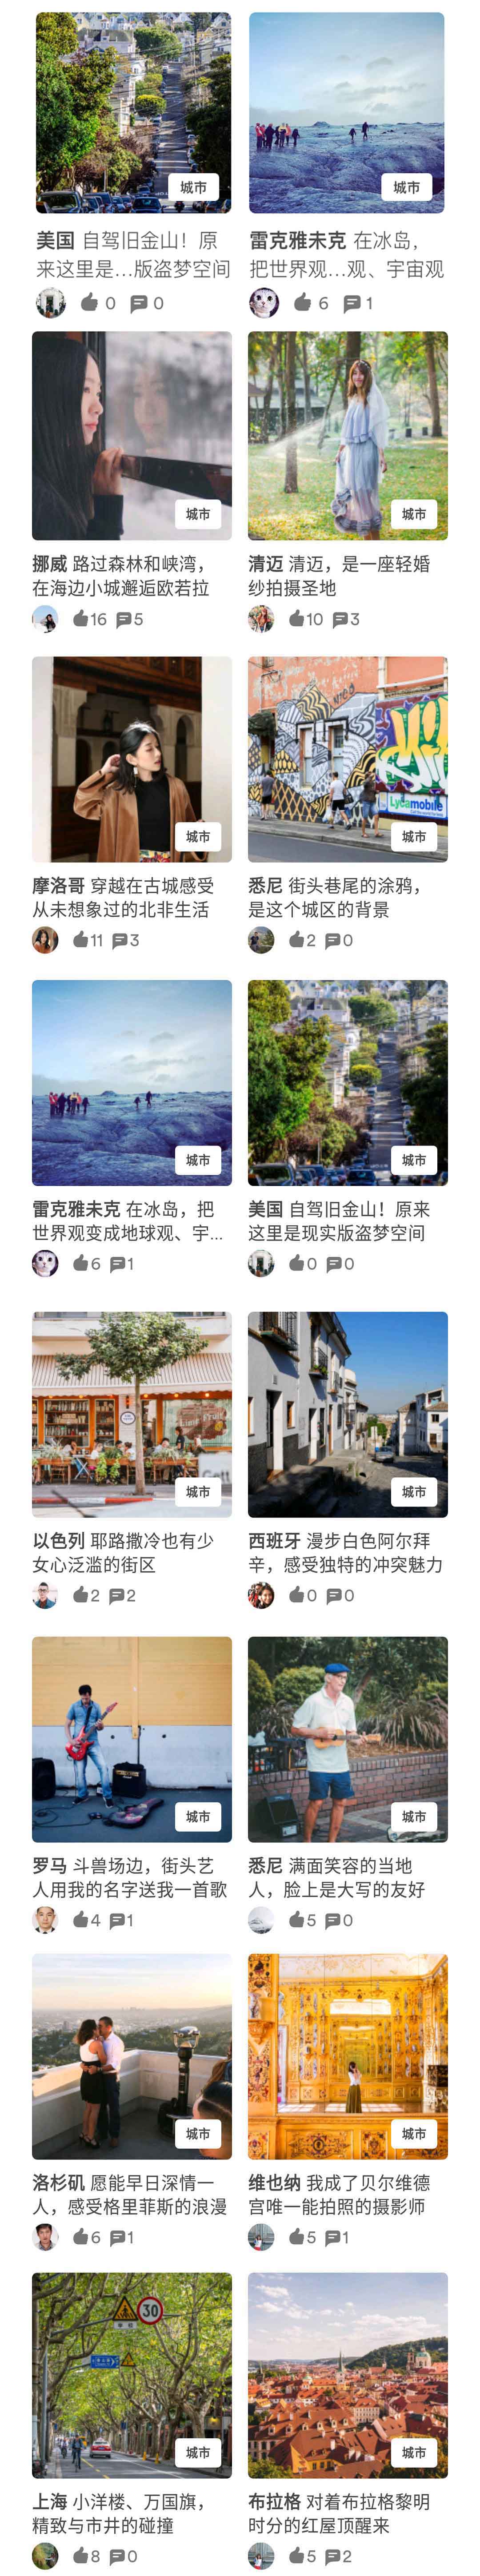 城市
城市
美国 自驾旧金山！原
来这里是...版盗梦空间
0 0
雷克雅未克 在冰岛，
把世界观...观、宇宙观
6 1
城市
城市
挪威 路过森林和峡湾，
在海边小城邂逅欧若拉
16 5
清迈 清迈，是一座轻婚
纱拍摄圣地
10 3
Lycamobile
城市
城市
摩洛哥 穿越在古城感受
从未想象过的北非生活
11 3
悉尼 街头巷尾的涂鸦，
是这个城区的背景
2 0
城市
城市
雷克雅未克 在冰岛，把
世界观变成地球观、宇...
6 1
美国 自驾旧金山！原来
这里是现实版盗梦空间
0 0
城市
城市
以色列 耶路撒冷也有少
女心泛滥的街区
2 2
西班牙 漫步白色阿尔拜
辛，感受独特的冲突魅力
0 0
城市
城市
罗马 斗兽场边，街头艺
人用我的名字送我一首歌
4 1
悉尼 满面笑容的当地
人，脸上是大写的友好
5 0
城市
城市
洛杉矶 愿能早日深情一
人，感受格里菲斯的浪漫
6 1
维也纳 我成了贝尔维德
宫唯一能拍照的摄影师
5 1
30
城市
城市
上海 小洋楼、万国旗，
精致与市井的碰撞
8 0
布拉格 对着布拉格黎明
时分的红屋顶醒来
5 2